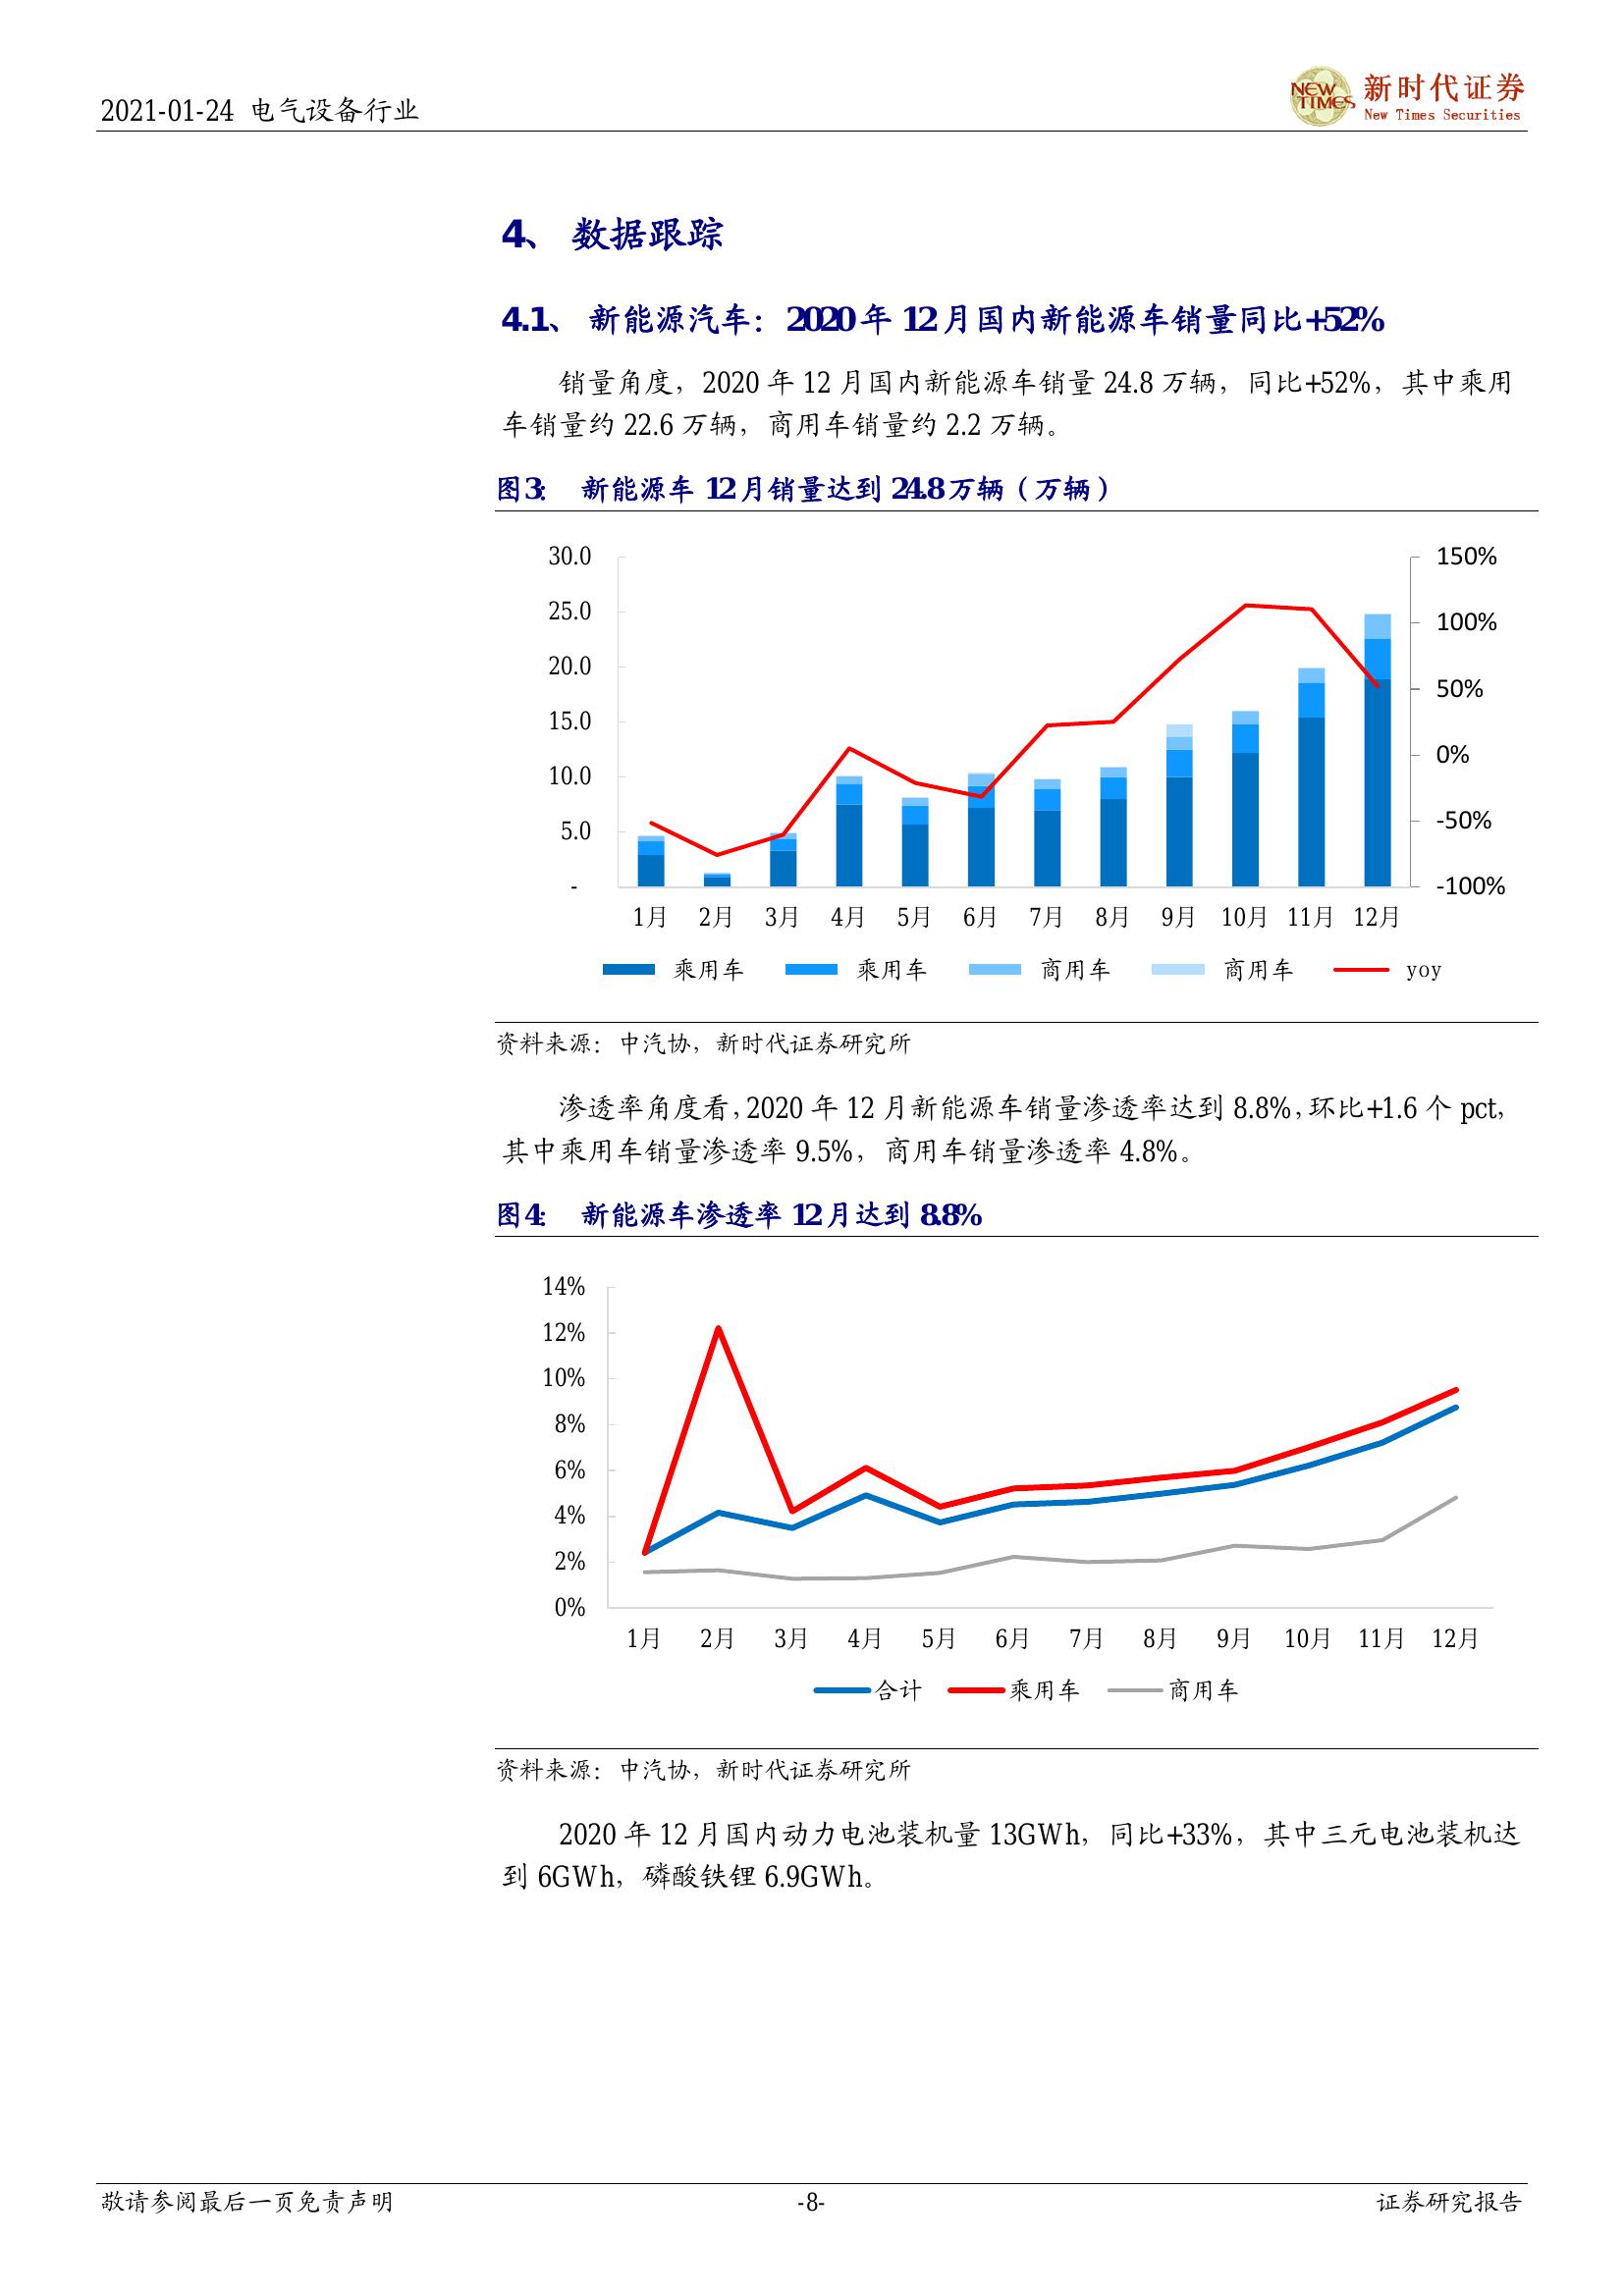 2021-01-24 电气设备行业
NEW TIMES
新时代证券
New Times Securities
4、 数据跟踪
4.1、 新能源汽车：2020 年 12 月国内新能源车销量同比+52%
销量角度，2020 年 12 月国内新能源车销量 24.8 万辆，同比+52%，其中乘用
车销量约 22.6 万辆，商用车销量约 2.2 万辆。
图3： 新能源车 12 月销量达到 24.8 万辆（万辆）
30.0 150%
25.0 100%
20.0 50%
15.0 0%
10.0 -50%
5.0 -100%
-
1月 2月 3月 4月 5月 6月 7月 8月 9月 10月 11月 12月
乘用车 乘用车 商用车 商用车 yoy
资料来源：中汽协，新时代证券研究所
渗透率角度看，2020 年 12 月新能源车销量渗透率达到 8.8%，环比+1.6 个 pct，
其中乘用车销量渗透率 9.5%，商用车销量渗透率 4.8%。
图4： 新能源车渗透率 12 月达到 8.8%
14%
12%
10%
8%
6%
4%
2%
0%
1月 2月 3月 4月 5月 6月 7月 8月 9月 10月 11月 12月
合计 乘用车 商用车
资料来源：中汽协，新时代证券研究所
2020 年 12 月国内动力电池装机量 13GWh，同比+33%，其中三元电池装机达
到 6GWh，磷酸铁锂 6.9GWh。
敬请参阅最后一页免责声明 -8- 证券研究报告